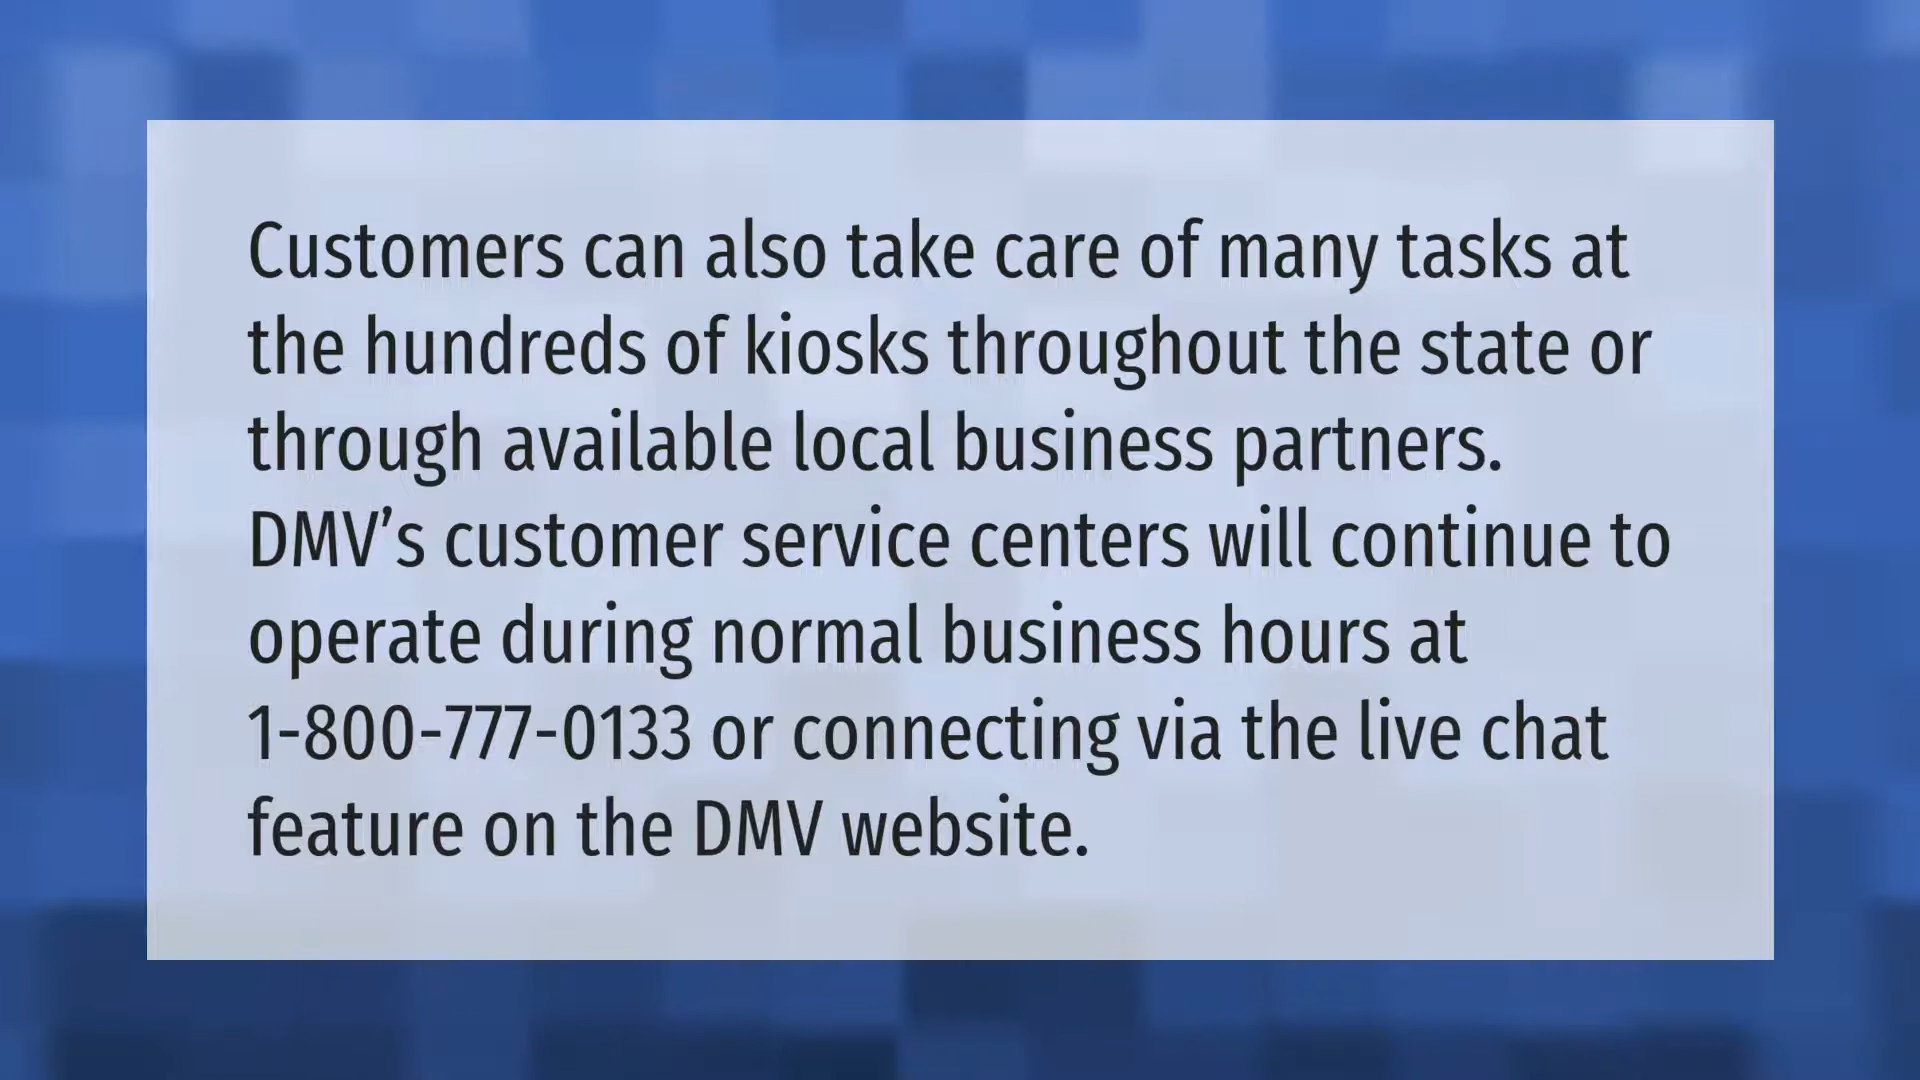 Customers can also take care of many tasks at
the hundreds of kiosks throughout the state or
through available local business partners.
DMV’s customer service centers will continue to
operate during normal business hours at
1-800-777-0133 or connecting via the live chat
feature on the DMV website.